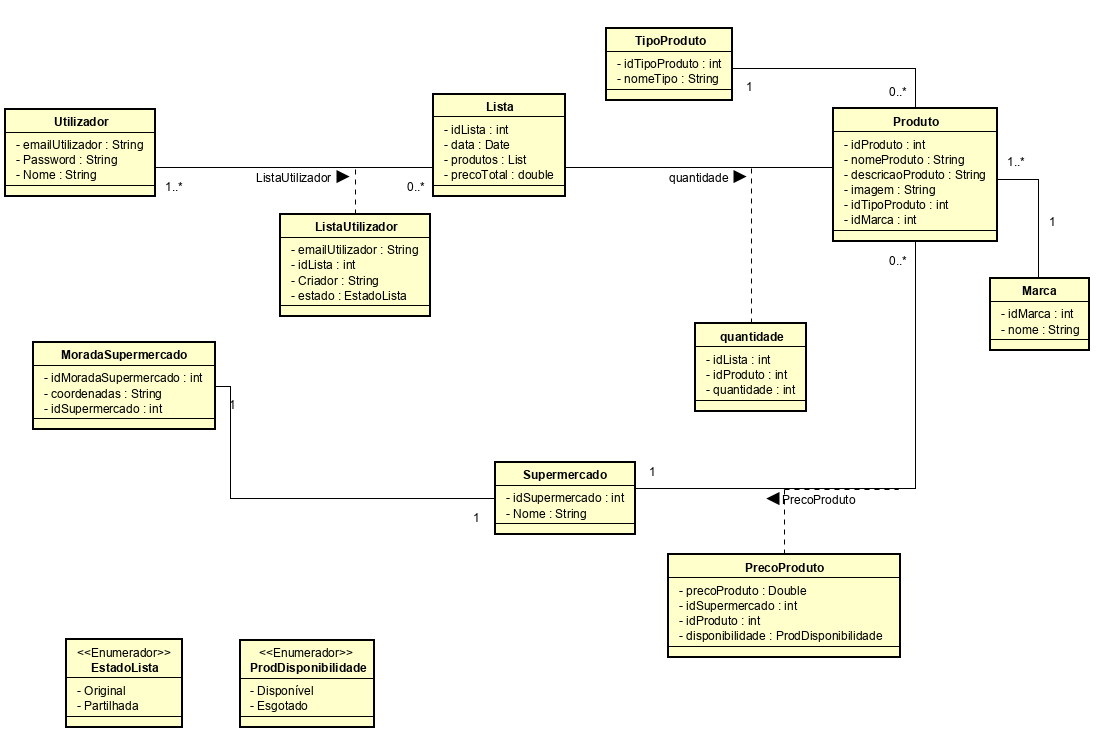 TipoProduto
- idTipoProduto : int
- nomeTipo : String
1
0..*
Utilizador
- emailUtilizador : String
- Password : String
- Nome : String
1..*
ListaUtilizador
0..*
Lista
- idLista : int
- data : Date
- produtos : List
- precoTotal : double
quantidade
Produto
- idProduto : int
- nomeProduto : String
- descricaoProduto : String
- imagem : String
- idTipoProduto : int
- idMarca : int
1..*
1
0..*
ListaUtilizador
- emailUtilizador : String
- idLista : int
- Criador : String
- estado : EstadoLista
Marca
- idMarca : int
- nome : String
quantidade
- idLista : int
- idProduto : int
- quantidade : int
MoradaSupermercado
- idMoradaSupermercado : int
- coordenadas : String
- idSupermercado : int
1
1
Supermercado
- idSupermercado : int
- Nome : String
1
PrecoProduto
PrecoProduto
- precoProduto : Double
- idSupermercado : int
- idProduto : int
- disponibilidade : ProdDisponibilidade
<<Enumerador>>
EstadoLista
- Original
- Partilhada
<<Enumerador>>
ProdDisponibilidade
- Disponível
- Esgotado